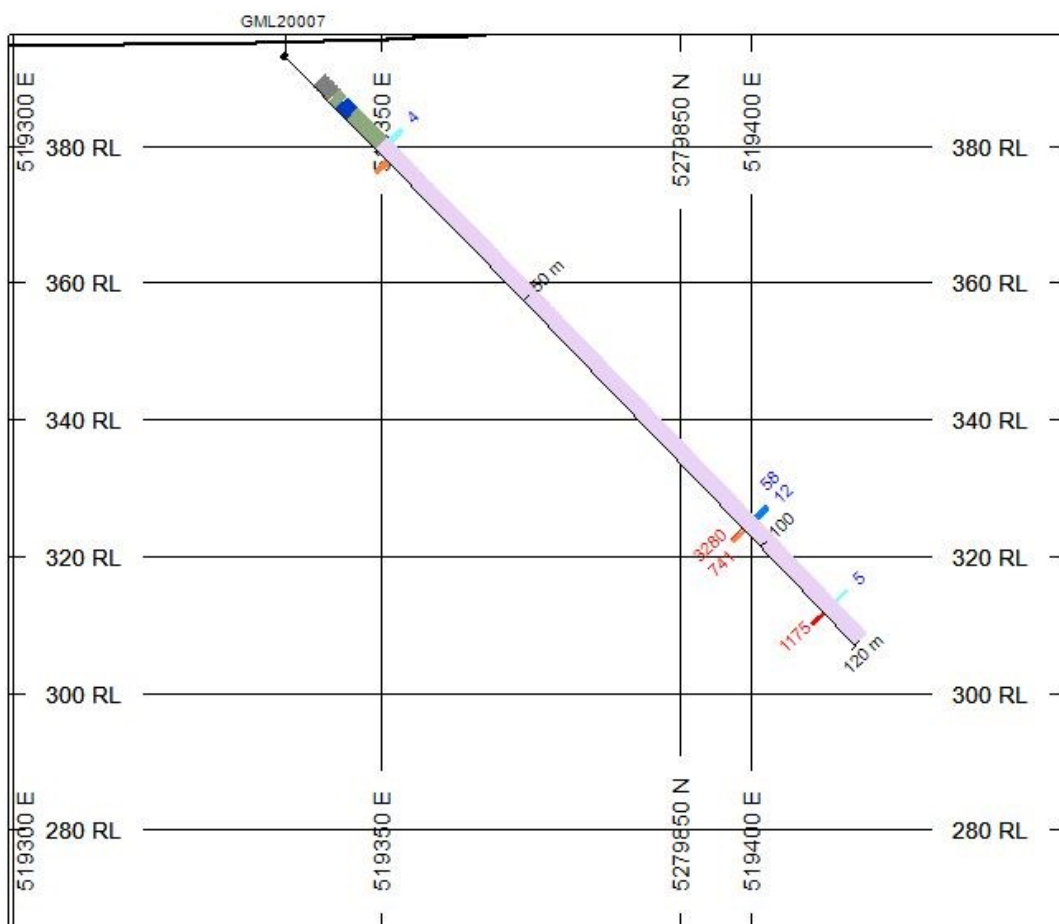 GML20007
519300 E
350 E
5279850 N
519400 E
4
380 RL
380 RL
50 m
360 RL
360 RL
340 RL
340 RL
58
12
100
3280
741
320 RL
320 RL
5
1175
120 m
300 RL
300 RL
280 RL
280 RL
519300 E
519350 E
5279850 N
519400 E